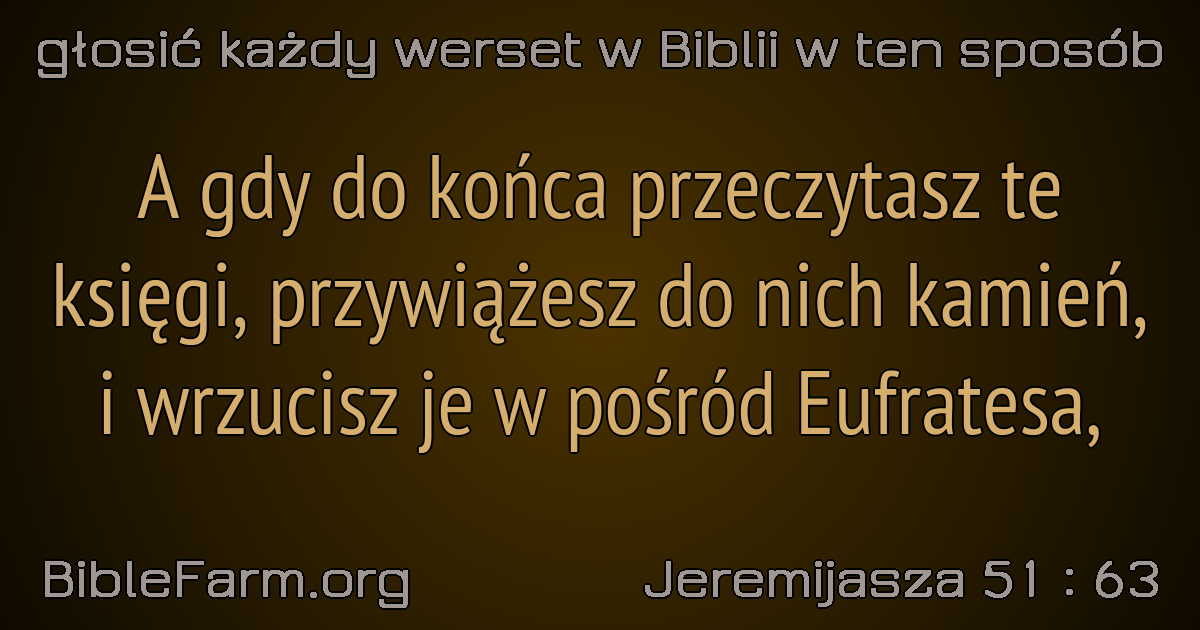 głosić każdy werset w Biblii w ten sposób
A gdy do końca przeczytasz te
księgi, przywiążesz do nich kamień,
i wrzucisz je w pośród Eufratesa,
BibleFarm.org
Jeremijasza 51 : 63